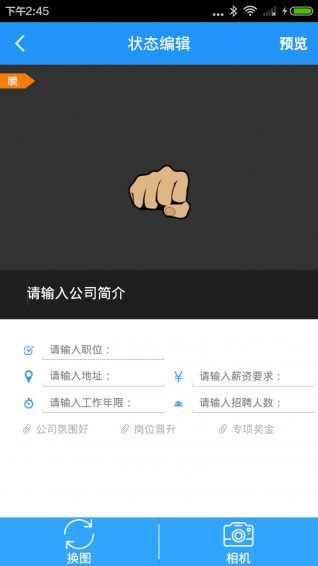 下午2:45
状态编辑
预览
聘
请输入公司简介
请输入职位：
请输入地址：
请输入薪资要求：
请输入工作年限：
请输入招聘人数：
公司氛围好
岗位晋升
专项奖金
换图
相机